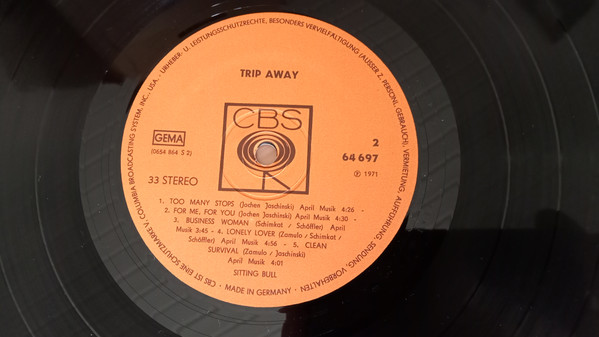 URHEBER- U. LEISTUNGSSCHUTZRECHTE, BESONDERS VERVIELFÄLTIGUNG (AUSSER Z. PERSÖNL. GEBRAUCH), VERMIETUNG, AUFFÜHRUNG, SENDUNG, VORBEHALTEN
TRIP AWAY
CBS
GEMA
(0654 864 S 2)
2
64 697
℗ 1971
33 STEREO
1. TOO MANY STOPS (Jochen Jaschinski) April Musik 4:26 -
2. FOR ME, FOR YOU (Jochen Jaschinski) April Musik 4:30 -
3. BUSINESS WOMAN (Schimkat / Schöffler) April
Musik 3:45 - 4. LONELY LOVER (Zamulo / Schimkat /
Schöffler) April Musik 4:56 - 5. CLEAN
SURVIVAL (Zamulo / Jaschinski)
April Musik 4:01
SITTING BULL
CBS IST EINE SCHUTZMARKE V. COLUMBIA BROADCASTING SYSTEM, INC., USA. -
• MADE IN GERMANY •